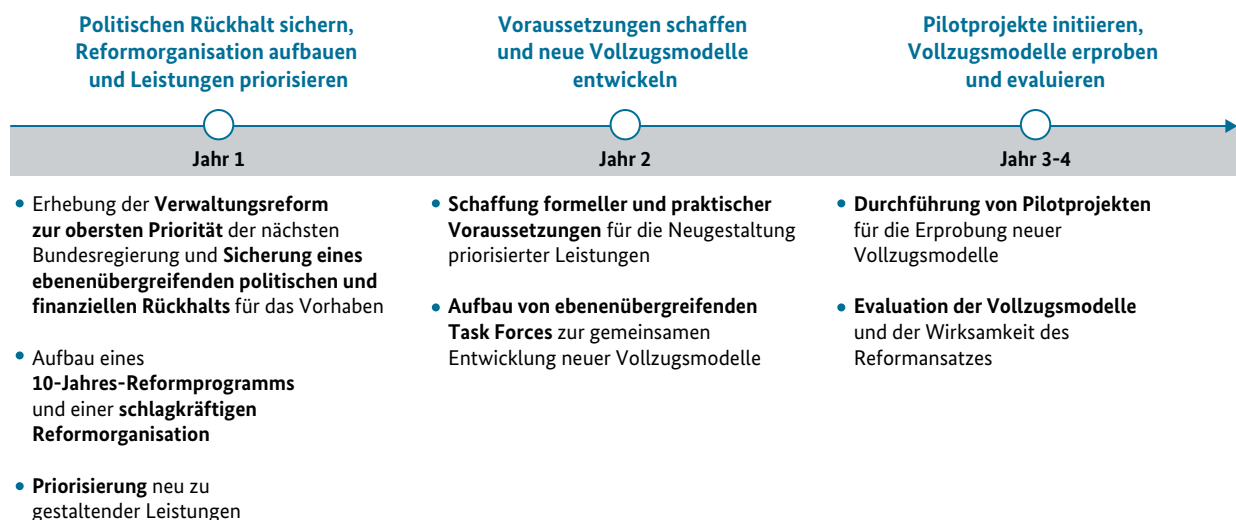 Politischen Rückhalt sichern,
Reformorganisation aufbauen
und Leistungen priorisieren
Voraussetzungen schaffen
und neue Vollzugsmodelle
entwickeln
Pilotprojekte initiieren,
Vollzugsmodelle erproben
und evaluieren
Jahr 1
Jahr 2
Jahr 3-4
• Erhebung der Verwaltungsreform
zur obersten Priorität der nächsten
Bundesregierung und Sicherung eines
ebenenübergreifenden politischen und
finanziellen Rückhalts für das Vorhaben
• Aufbau eines
10-Jahres-Reformprogramms
und einer schlagkräftigen
Reformorganisation
• Priorisierung neu zu
gestaltender Leistungen
• Schaffung formeller und praktischer
Voraussetzungen für die Neugestaltung
priorisierter Leistungen
• Aufbau von ebenenübergreifenden
Task Forces zur gemeinsamen
Entwicklung neuer Vollzugsmodelle
• Durchführung von Pilotprojekten
für die Erprobung neuer
Vollzugsmodelle
• Evaluation der Vollzugsmodelle
und der Wirksamkeit des
Reformansatzes